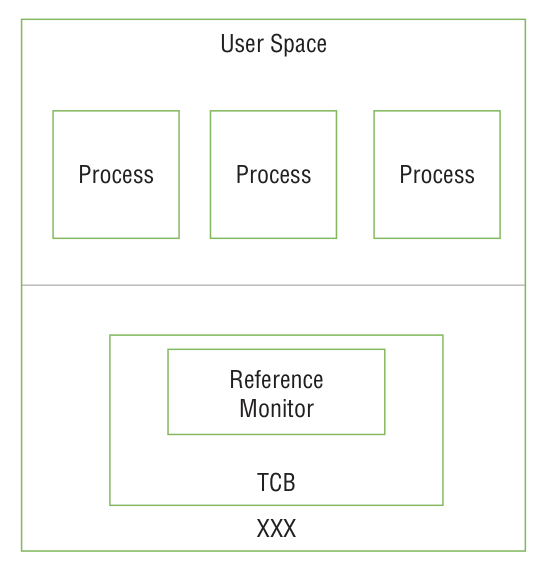 User Space
Process Process Process
Reference
Monitor
TCB
XXX